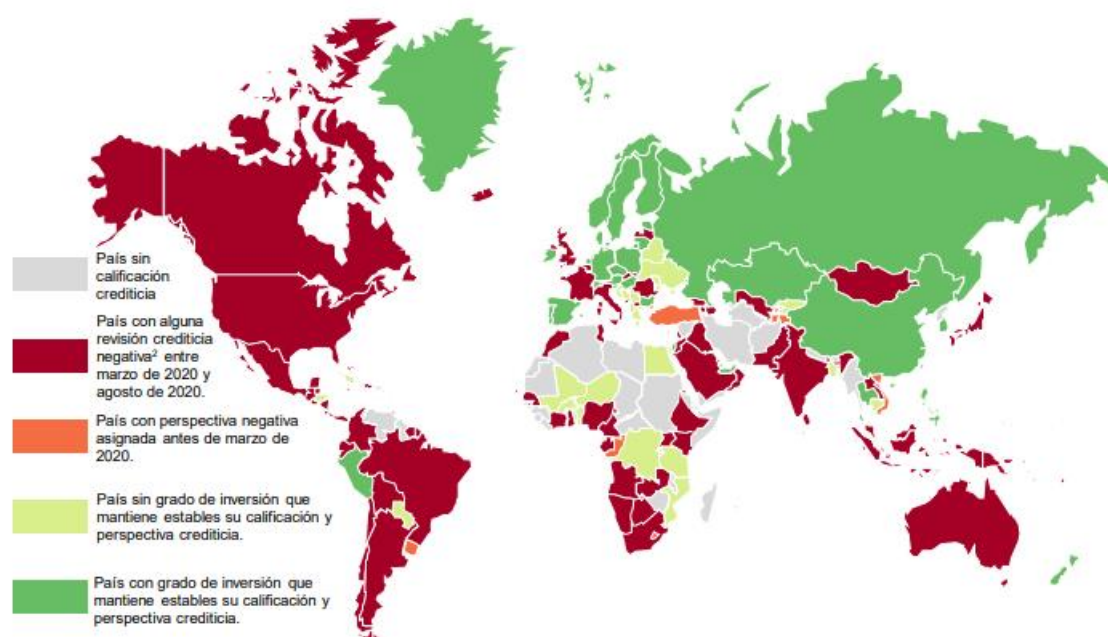 País sin
calificación
crediticia
País con alguna
revisión crediticia
negativa² entre
marzo de 2020 y
agosto de 2020.
País con perspectiva negativa
asignada antes de marzo de
2020.
País sin grado de inversión que
mantiene estables su calificación y
perspectiva crediticia.
País con grado de inversión que
mantiene estables su calificación y
perspectiva crediticia.